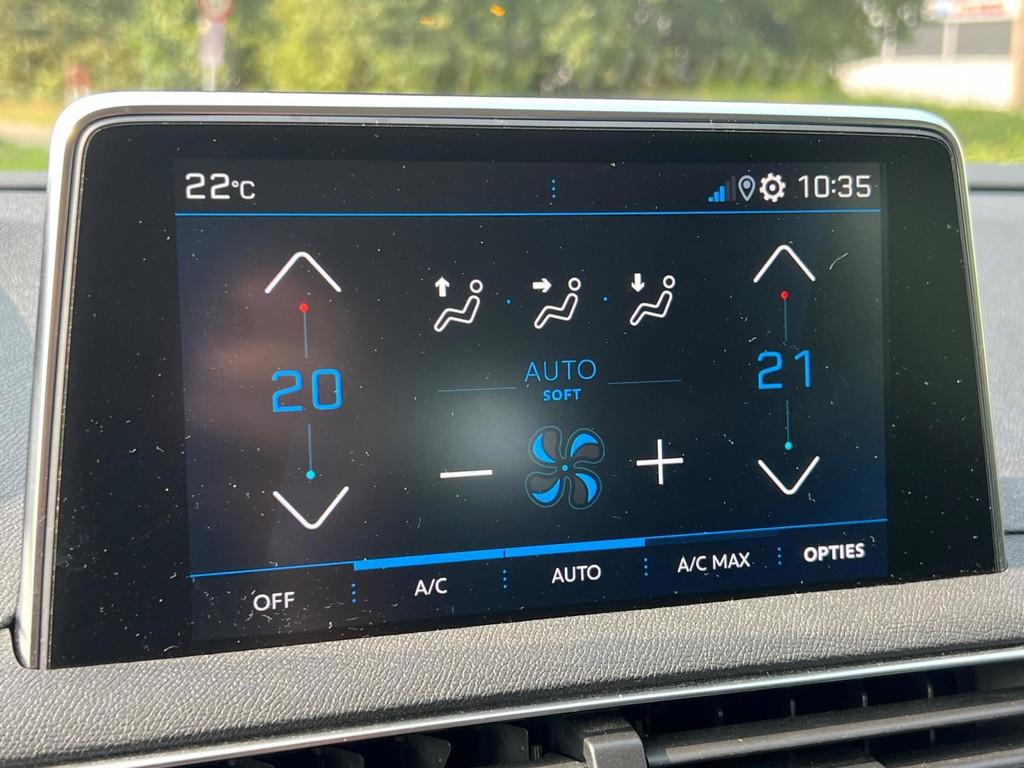 22°C 10:35
20 21
AUTO
SOFT
OFF A/C AUTO A/C MAX OPTIES